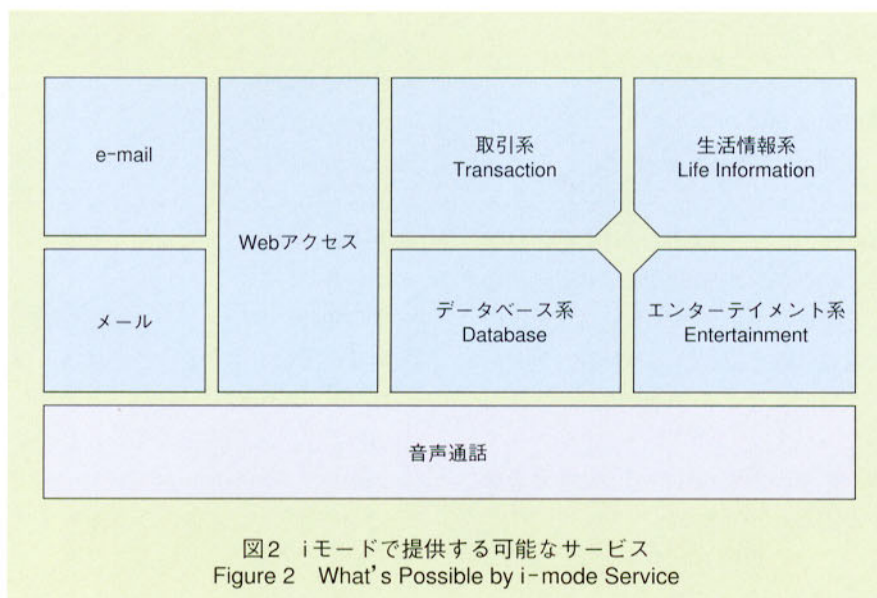 e-mail
メール
Webアクセス
取引系
Transaction
生活情報系
Life Information
データベース系
Database
エンターテイメント系
Entertainment
音声通話
図2 iモードで提供する可能なサービス
Figure 2 What's Possible by i-mode Service